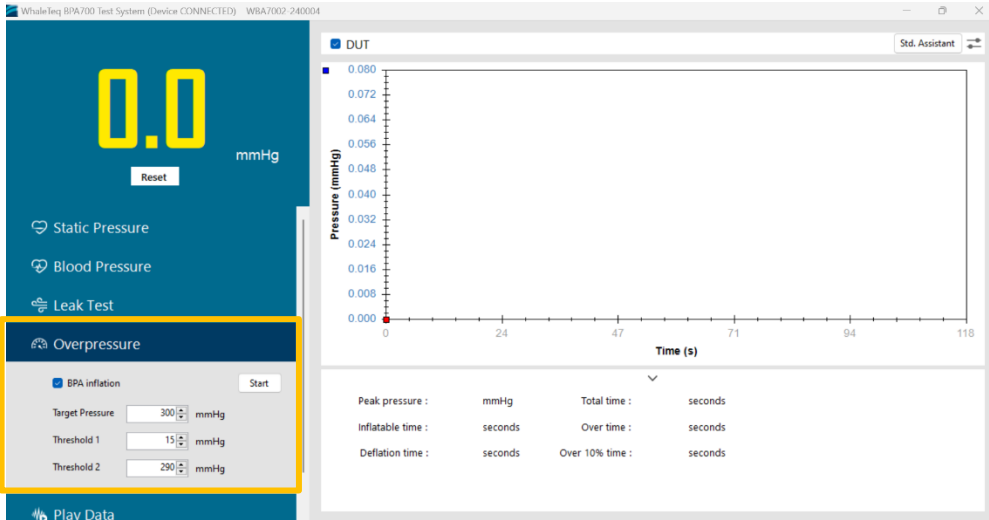 WhaleTeq BPA700 Test System (Device CONNECTED) WBA7002-240004
0.0 mmHg
Reset
Static Pressure
Blood Pressure
Leak Test
Overpressure
BPA inflation Start
Target Pressure 300 mmHg
Threshold 1 15 mmHg
Threshold 2 290 mmHg
Play Data
DUT Std. Assistant
Pressure (mmHg)
0.080
0.072
0.064
0.056
0.048
0.040
0.032
0.024
0.016
0.008
0.000
0 24 47 71 94 118
Time (s)
Peak pressure : mmHg Total time : seconds
Inflatable time : seconds Over time : seconds
Deflation time : seconds Over 10% time : seconds